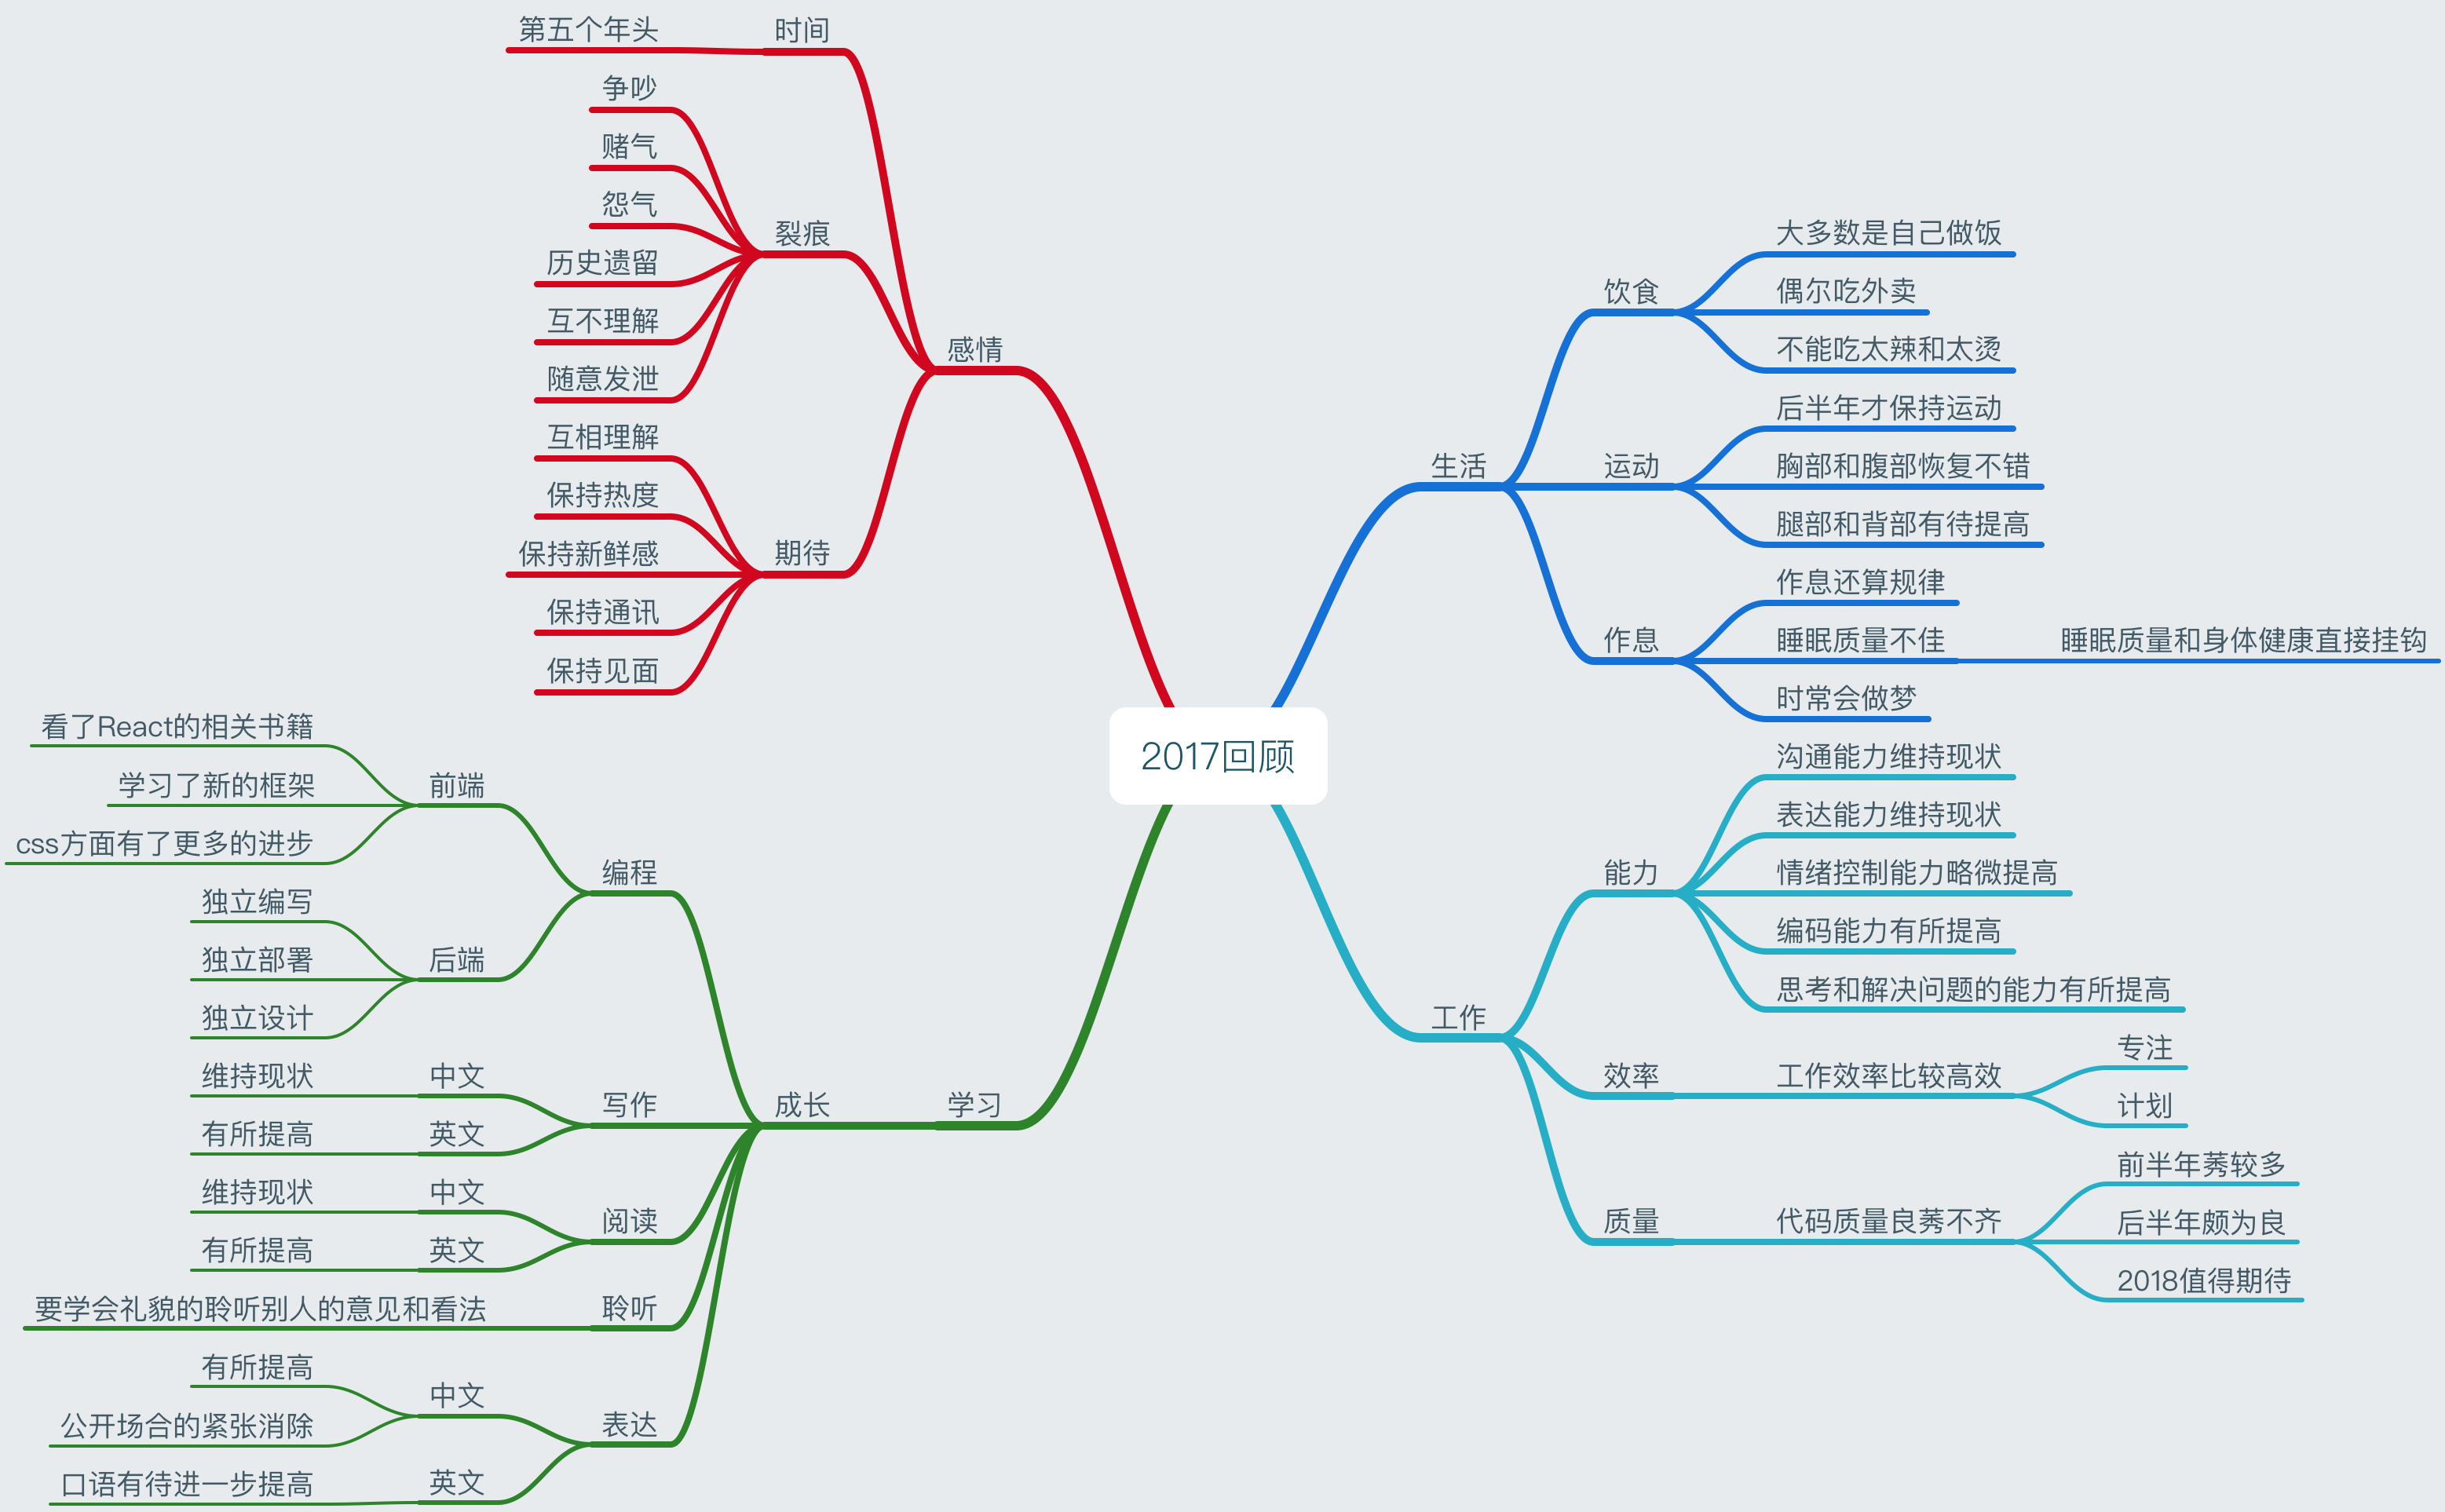 2017回顾
感情
时间
第五个年头
裂痕
争吵
赌气
怨气
历史遗留
互不理解
随意发泄
期待
互相理解
保持热度
保持新鲜感
保持通讯
保持见面
生活
饮食
大多数是自己做饭
偶尔吃外卖
不能吃太辣和太烫
运动
后半年才保持运动
胸部和腹部恢复不错
腿部和背部有待提高
作息
作息还算规律
睡眠质量不佳
睡眠质量和身体健康直接挂钩
时常会做梦
工作
能力
沟通能力维持现状
表达能力维持现状
情绪控制能力略微提高
编码能力有所提高
思考和解决问题的能力有所提高
效率
工作效率比较高效
专注
计划
质量
代码质量良莠不齐
前半年莠较多
后半年颇为良
2018值得期待
学习
成长
编程
前端
看了React的相关书籍
学习了新的框架
css方面有了更多的进步
后端
独立编写
独立部署
独立设计
写作
中文
维持现状
英文
有所提高
阅读
中文
维持现状
英文
有所提高
聆听
要学会礼貌的聆听别人的意见和看法
表达
中文
有所提高
公开场合的紧张消除
英文
口语有待进一步提高